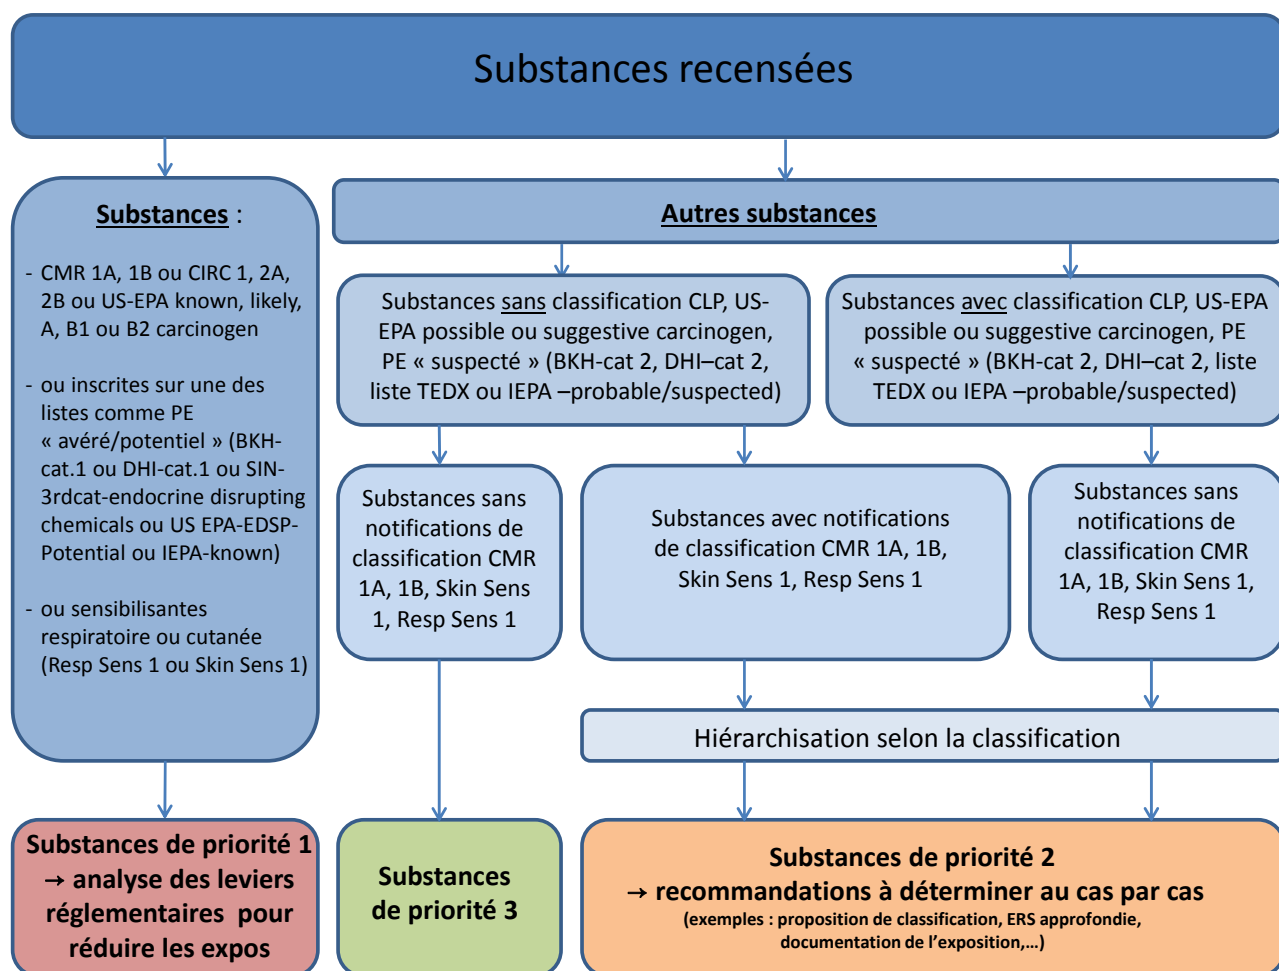 Substances recensées
Substances :
- CMR 1A, 1B ou CIRC 1, 2A,
2B ou US-EPA known, likely,
A, B1 ou B2 carcinogen
- ou inscrites sur une des
listes comme PE
« avéré/potentiel » (BKH-
cat.1 ou DHI-cat.1 ou SIN-
3rdcat-endocrine disrupting
chemicals ou US EPA-EDSP-
Potential ou IEPA-known)
- ou sensibilisantes
respiratoire ou cutanée
(Resp Sens 1 ou Skin Sens 1)
Autres substances
Substances sans classification CLP, US-
EPA possible ou suggestive carcinogen,
PE « suspecté » (BKH-cat 2, DHI–cat 2,
liste TEDX ou IEPA –probable/suspected)
Substances avec classification CLP, US-EPA
possible ou suggestive carcinogen, PE
« suspecté » (BKH-cat 2, DHI–cat 2, liste
TEDX ou IEPA –probable/suspected)
Substances sans
notifications de
classification CMR
1A, 1B, Skin Sens
1, Resp Sens 1
Substances avec notifications
de classification CMR 1A, 1B,
Skin Sens 1, Resp Sens 1
Substances sans
notifications de
classification CMR
1A, 1B, Skin Sens 1,
Resp Sens 1
Hiérarchisation selon la classification
Substances de priorité 1
→ analyse des leviers
réglementaires pour
réduire les expos
Substances
de priorité 3
Substances de priorité 2
→ recommandations à déterminer au cas par cas
(exemples : proposition de classification, ERS approfondie,
documentation de l'exposition,…)